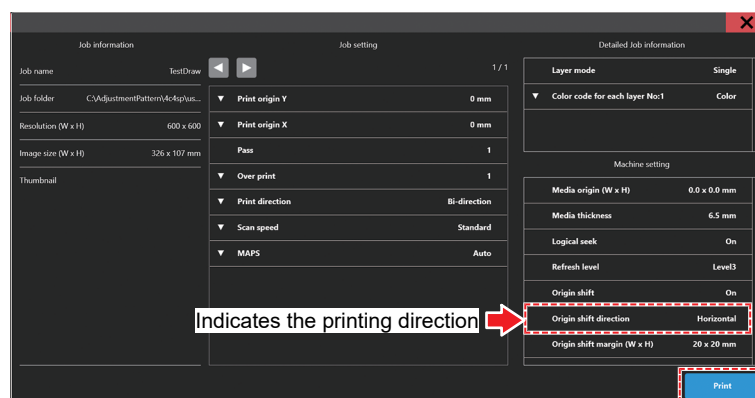 Job information
Job name TestDraw
Job folder C:\AdjustmentPattern\4c4sp\us...
Resolution (W x H) 600 x 600
Image size (W x H) 326 x 107 mm
Thumbnail
Job setting
1 / 1
Print origin Y 0 mm
Print origin X 0 mm
Pass 1
Over print 1
Print direction Bi-direction
Scan speed Standard
MAPS Auto
Indicates the printing direction
Detailed Job information
Layer mode Single
Color code for each layer No:1 Color
Machine setting
Media origin (W x H) 0.0 x 0.0 mm
Media thickness 6.5 mm
Logical seek On
Refresh level Level3
Origin shift On
Origin shift direction Horizontal
Origin shift margin (W x H) 20 x 20 mm
Print